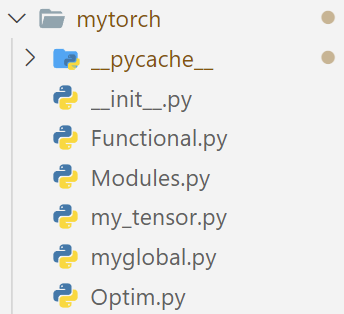 mytorch
__pycache__
__init__.py
Functional.py
Modules.py
my_tensor.py
myglobal.py
Optim.py